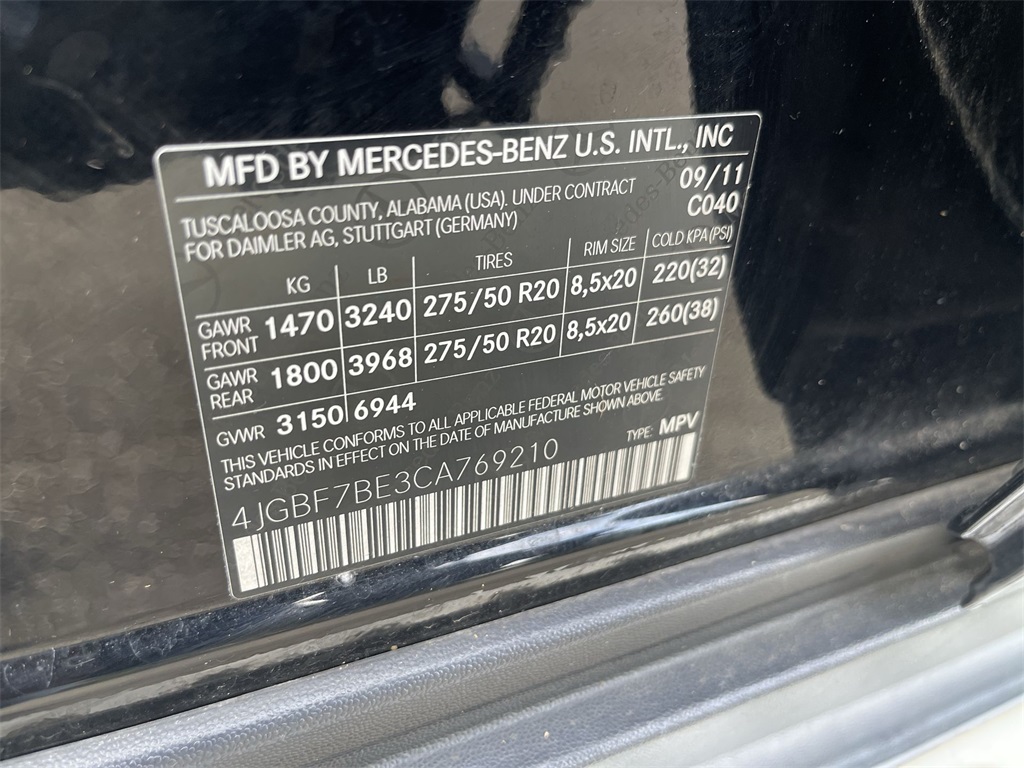 MFD BY MERCEDES-BENZ U.S. INTL., INC
TUSCALOOSA COUNTY, ALABAMA (USA). UNDER CONTRACT 09/11
FOR DAIMLER AG, STUTTGART (GERMANY) C040
KG LB TIRES RIM SIZE COLD KPA (PSI)
GAWR FRONT 1470 3240 275/50 R20 8,5x20 220(32)
GAWR REAR 1800 3968 275/50 R20 8,5x20 260(38)
GVWR 3150 6944
THIS VEHICLE CONFORMS TO ALL APPLICABLE FEDERAL MOTOR VEHICLE SAFETY
STANDARDS IN EFFECT ON THE DATE OF MANUFACTURE SHOWN ABOVE.
4JGBF7BE3CA769210 TYPE: MPV